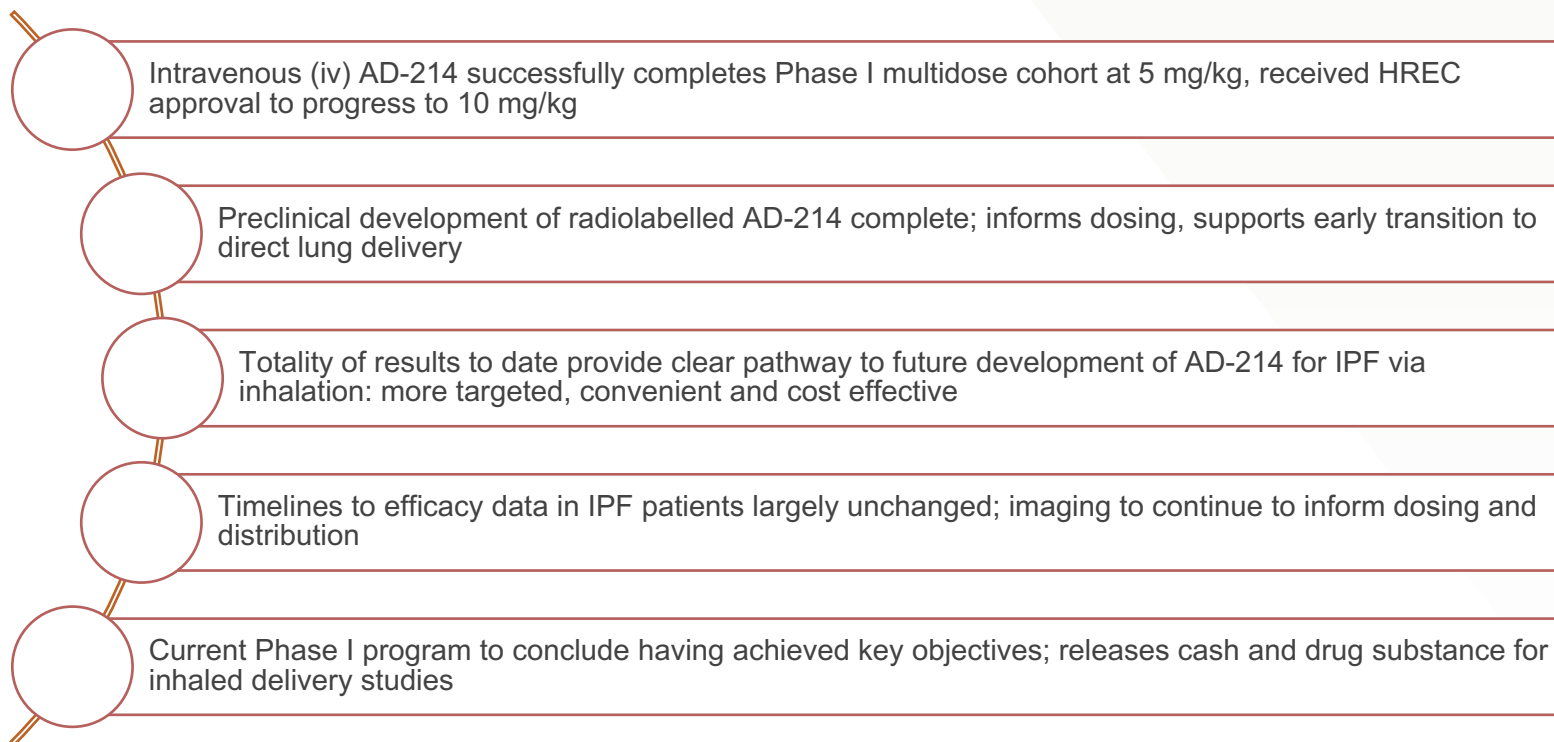 Intravenous (iv) AD-214 successfully completes Phase I multidose cohort at 5 mg/kg, received HREC
approval to progress to 10 mg/kg
Preclinical development of radiolabelled AD-214 complete; informs dosing, supports early transition to
direct lung delivery
Totality of results to date provide clear pathway to future development of AD-214 for IPF via
inhalation: more targeted, convenient and cost effective
Timelines to efficacy data in IPF patients largely unchanged; imaging to continue to inform dosing and
distribution
Current Phase I program to conclude having achieved key objectives; releases cash and drug substance for
inhaled delivery studies